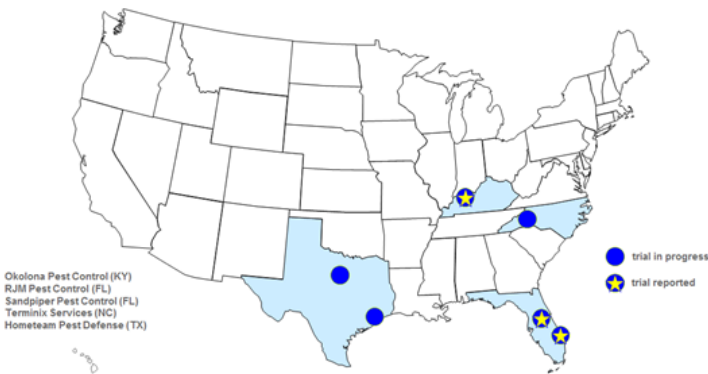 trial in progress
trial reported
Okolona Pest Control (KY)
RJM Pest Control (FL)
Sandpiper Pest Control (FL)
Terminix Services (NC)
Hometeam Pest Defense (TX)